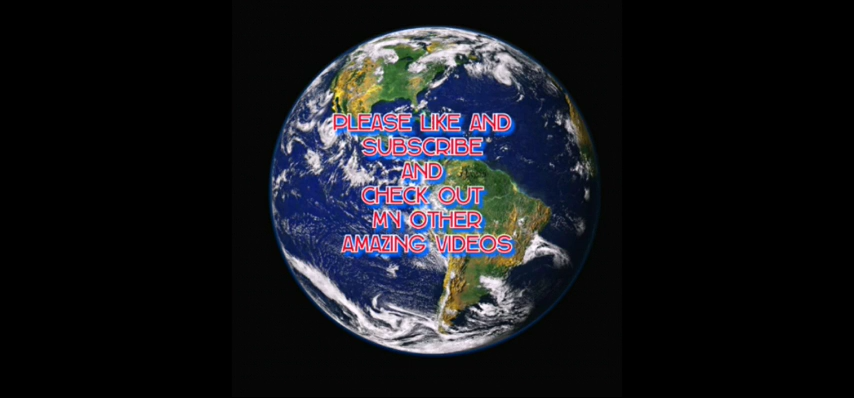 PLEASE LIKE AND
SUBSCRIBE
AND
CHECK OUT
MY OTHER
AMAZING VIDEOS